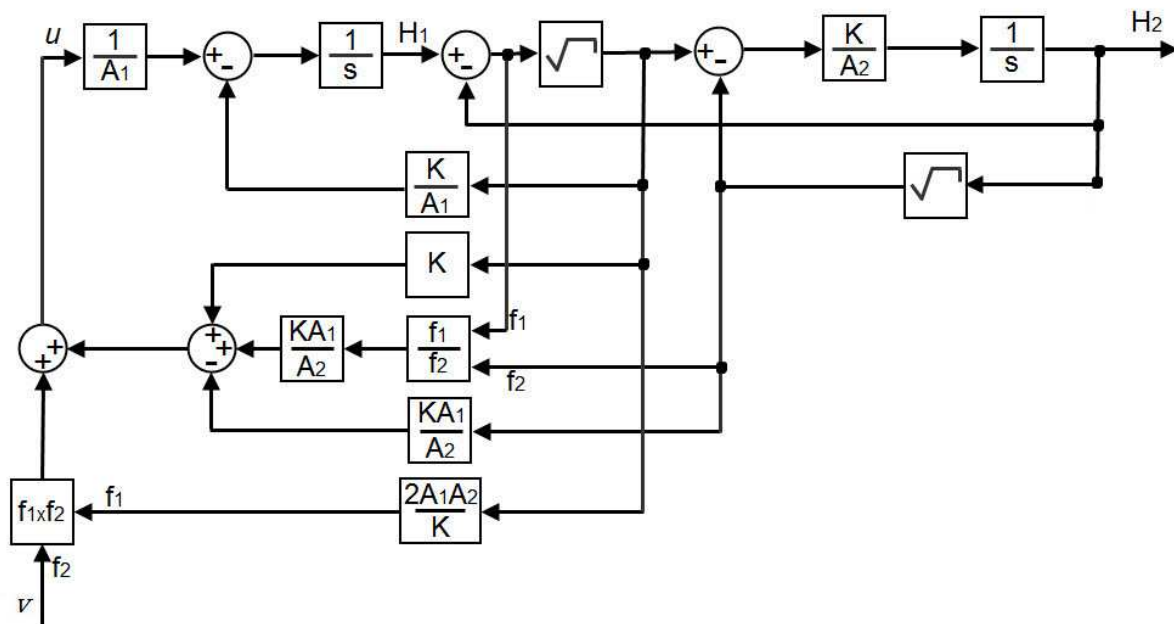 u
1
A1
+
-
1
s
H1
+
-
√
+
-
K
A2
1
s
H2
K
A1
√
K
+
+
-
KA1
A2
f1
f2
f1
f2
+
+
KA1
A2
f1xf2
f1
2A1A2
K
f2
v